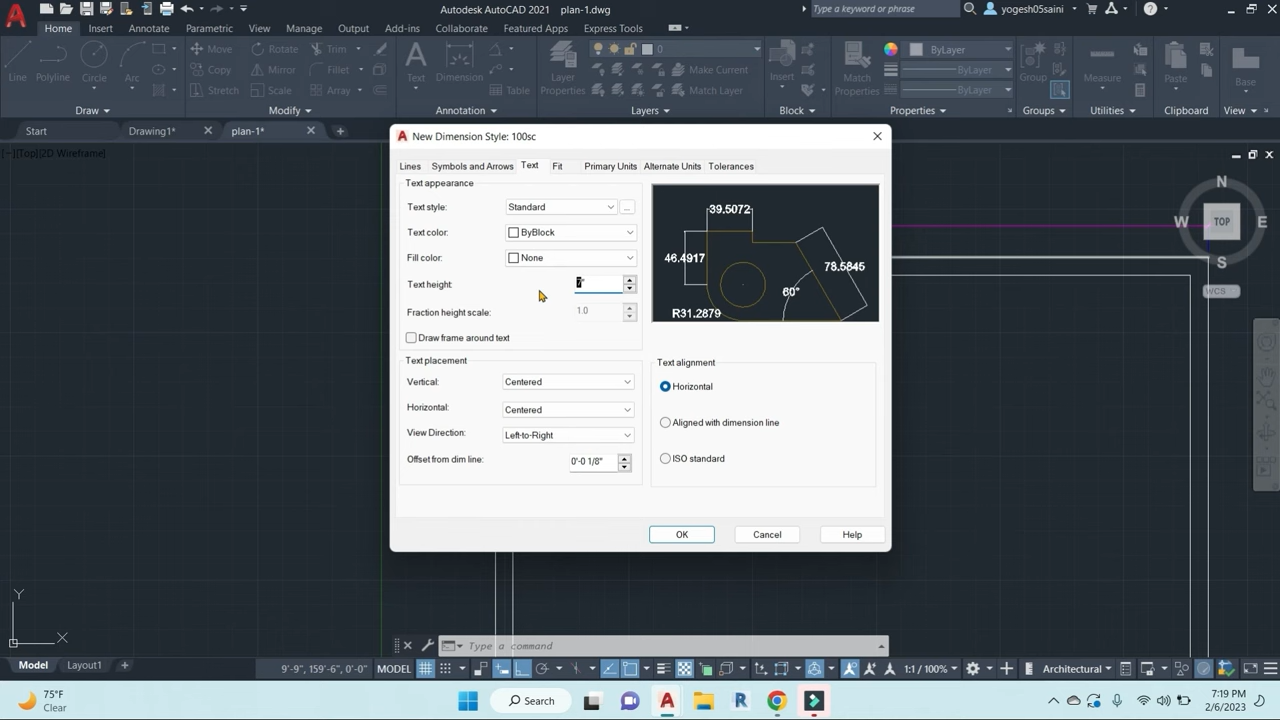 Autodesk AutoCAD 2021 plan-1.dwg
Type a keyword or phrase
yogesh05saini
Home Insert Annotate Parametric View Manage Output Add-ins Collaborate Featured Apps Express Tools
Move Rotate Trim 0 Make Current ByLayer
Line Polyline Circle Arc Copy Mirror Fillet Text Dimension Layer Properties Insert Match Properties ByLayer Group Measure Paste Base
Stretch Scale Array Table Match Layer ByLayer
Draw Modify Annotation Layers Block Properties Groups Utilities Clipboard View
Start Drawing1* plan-1*
New Dimension Style: 100sc
[−][Top][2D Wireframe]
Lines Symbols and Arrows Text Fit Primary Units Alternate Units Tolerances
Text appearance
Text style: Standard ...
Text color: ByBlock
Fill color: None
Text height: 7"
Fraction height scale: 1.0
Draw frame around text
39.5072
46.4917
78.5845
60°
R31.2879
N
W TOP E
S
WCS
Text placement
Vertical: Centered
Horizontal: Centered
View Direction: Left-to-Right
Offset from dim line: 0'-0 1/8"
Text alignment
Horizontal
Aligned with dimension line
ISO standard
OK Cancel Help
Y
X
Type a command
Model Layout1
9'-9", 159'-6", 0'-0" MODEL 1:1 / 100% Architectural
75°F
Clear
Search
7:19 PM
2/6/2023